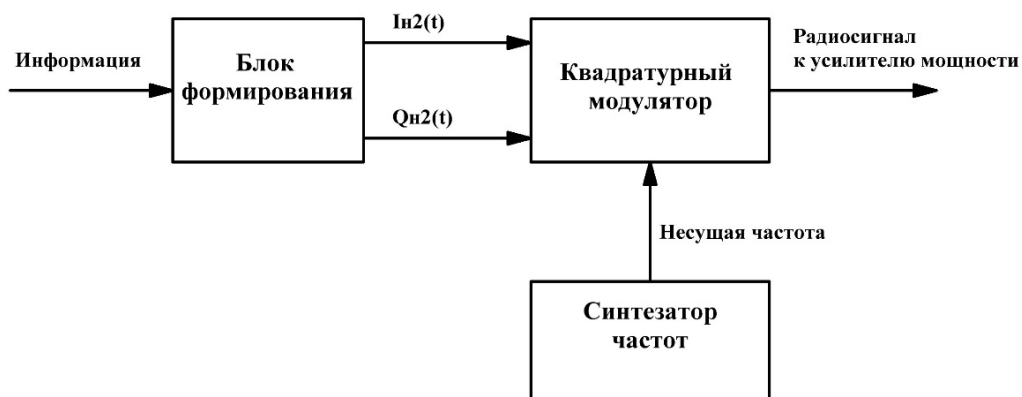 Информация
Блок
формирования
Iн2(t)
Qн2(t)
Квадратурный
модулятор
Радиосигнал
к усилителю мощности
Несущая частота
Синтезатор
частот